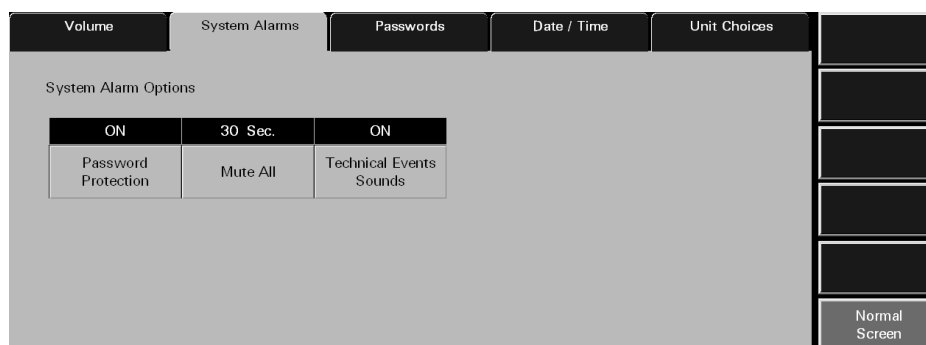 Volume
System Alarms
Passwords
Date / Time
Unit Choices
System Alarm Options
ON
30 Sec.
ON
Password
Protection
Mute All
Technical Events
Sounds
Normal
Screen